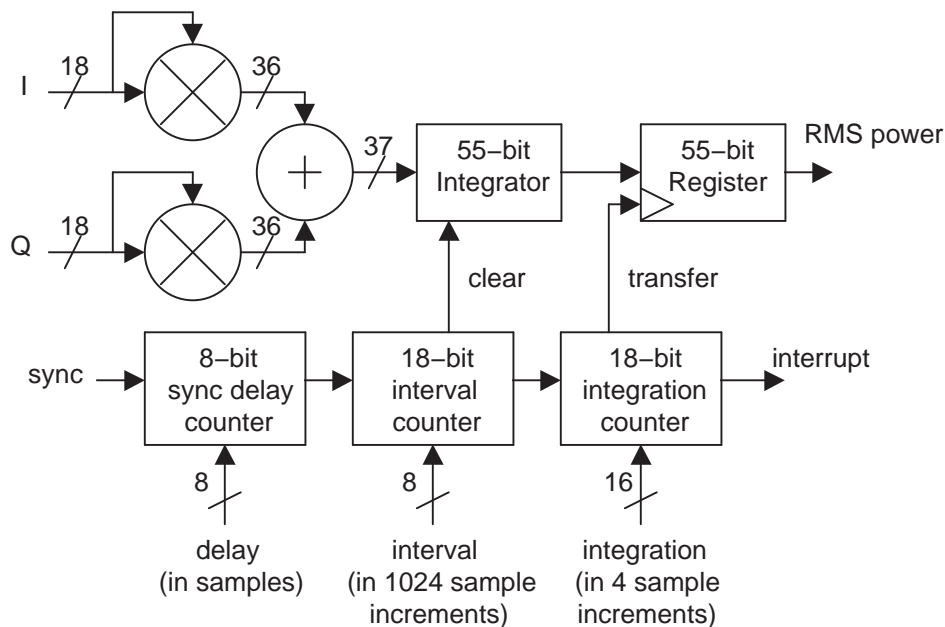 I
18
36
Q
18
36
+
37
55−bit
Integrator
55−bit
Register
RMS power
clear
transfer
sync
8−bit
sync delay
counter
18−bit
interval
counter
18−bit
integration
counter
interrupt
8
8
16
delay
(in samples)
interval
(in 1024 sample
increments)
integration
(in 4 sample
increments)